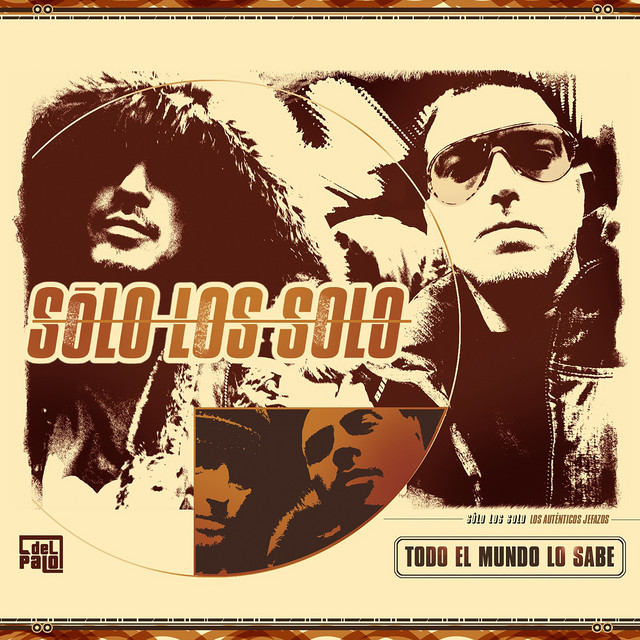 SÓLO LOS SOLO
SÓLO LOS SOLO LOS AUTÉNTICOS JEFAZOS
TODO EL MUNDO LO SABE
deL
PaLo!